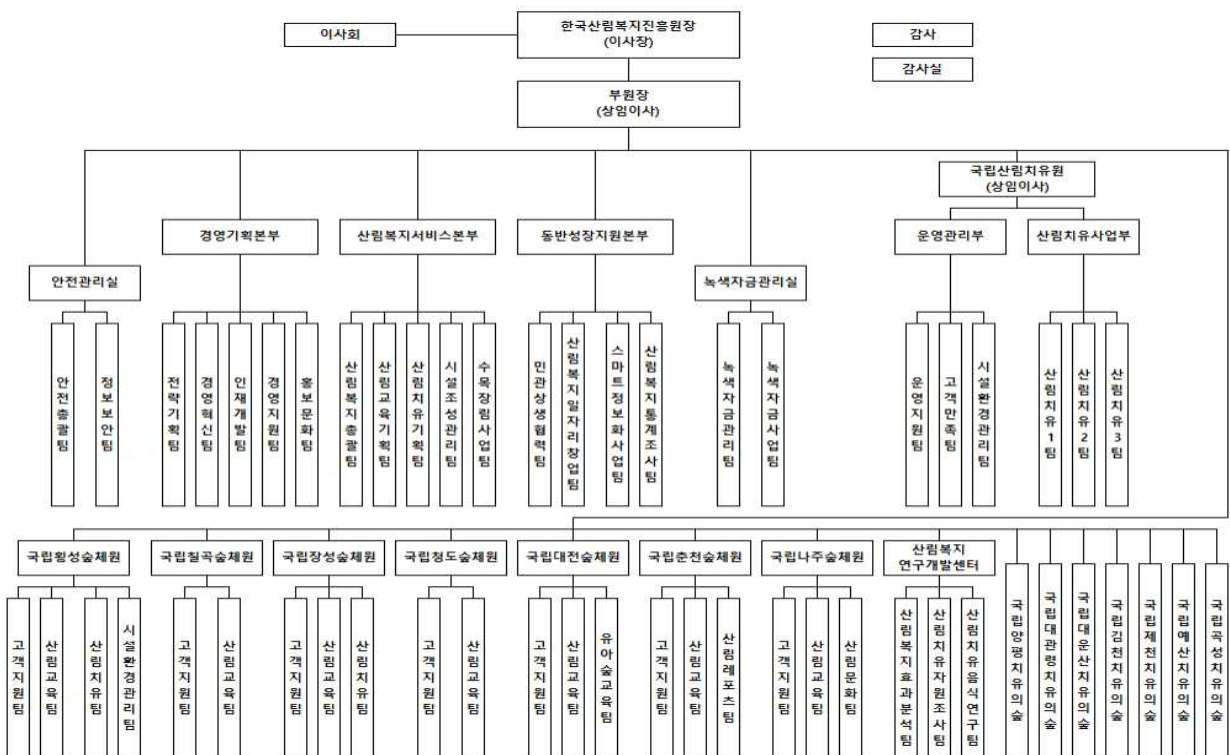 이사회
한국산림복지진흥원장
(이사장)
감사
감사실
부원장
(상임이사)
국립산림치유원
(상임이사)
경영기획본부
산림복지서비스본부
동반성장지원본부
운영관리부
산림치유사업부
안전관리실
녹색자금관리실
안전총괄팀
정보보안팀
전략기획팀
경영혁신팀
인재개발팀
경영지원팀
홍보문화팀
산림복지총괄팀
산림교육기획팀
산림치유기획팀
시설조성관리팀
수목장림사업팀
민관상생협력팀
산림복지일자리창업팀
스마트정보화사업팀
산림복지통계조사팀
녹색자금관리팀
녹색자금사업팀
운영지원팀
고객만족팀
시설환경관리팀
산림치유1팀
산림치유2팀
산림치유3팀
국립횡성숲체원
국립칠곡숲체원
국립장성숲체원
국립청도숲체원
국립대전숲체원
국립춘천숲체원
국립나주숲체원
산림복지
연구개발센터
고객지원팀
산림교육팀
산림치유팀
시설환경관리팀
고객지원팀
산림교육팀
고객지원팀
산림교육팀
산림치유팀
고객지원팀
산림교육팀
고객지원팀
산림교육팀
유아숲교육팀
고객지원팀
산림교육팀
산림레포츠팀
고객지원팀
산림교육팀
산림문화팀
산림복지효과분석팀
산림치유자원조사팀
산림치유음식연구팀
국립양평치유의숲
국립대관령치유의숲
국립대운산치유의숲
국립김천치유의숲
국립제천치유의숲
국립예산치유의숲
국립곡성치유의숲